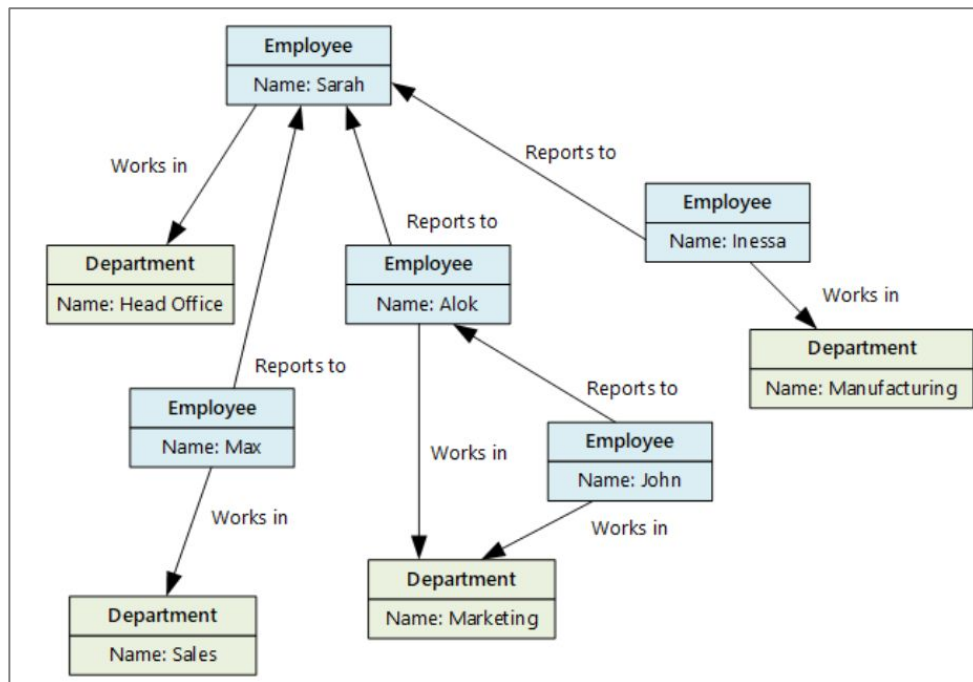 Employee
Name: Sarah
Works in
Reports to
Employee
Name: Inessa
Reports to
Department
Name: Head Office
Employee
Name: Alok
Works in
Department
Name: Manufacturing
Reports to
Employee
Name: Max
Reports to
Employee
Name: John
Works in
Works in
Works in
Department
Name: Marketing
Department
Name: Sales